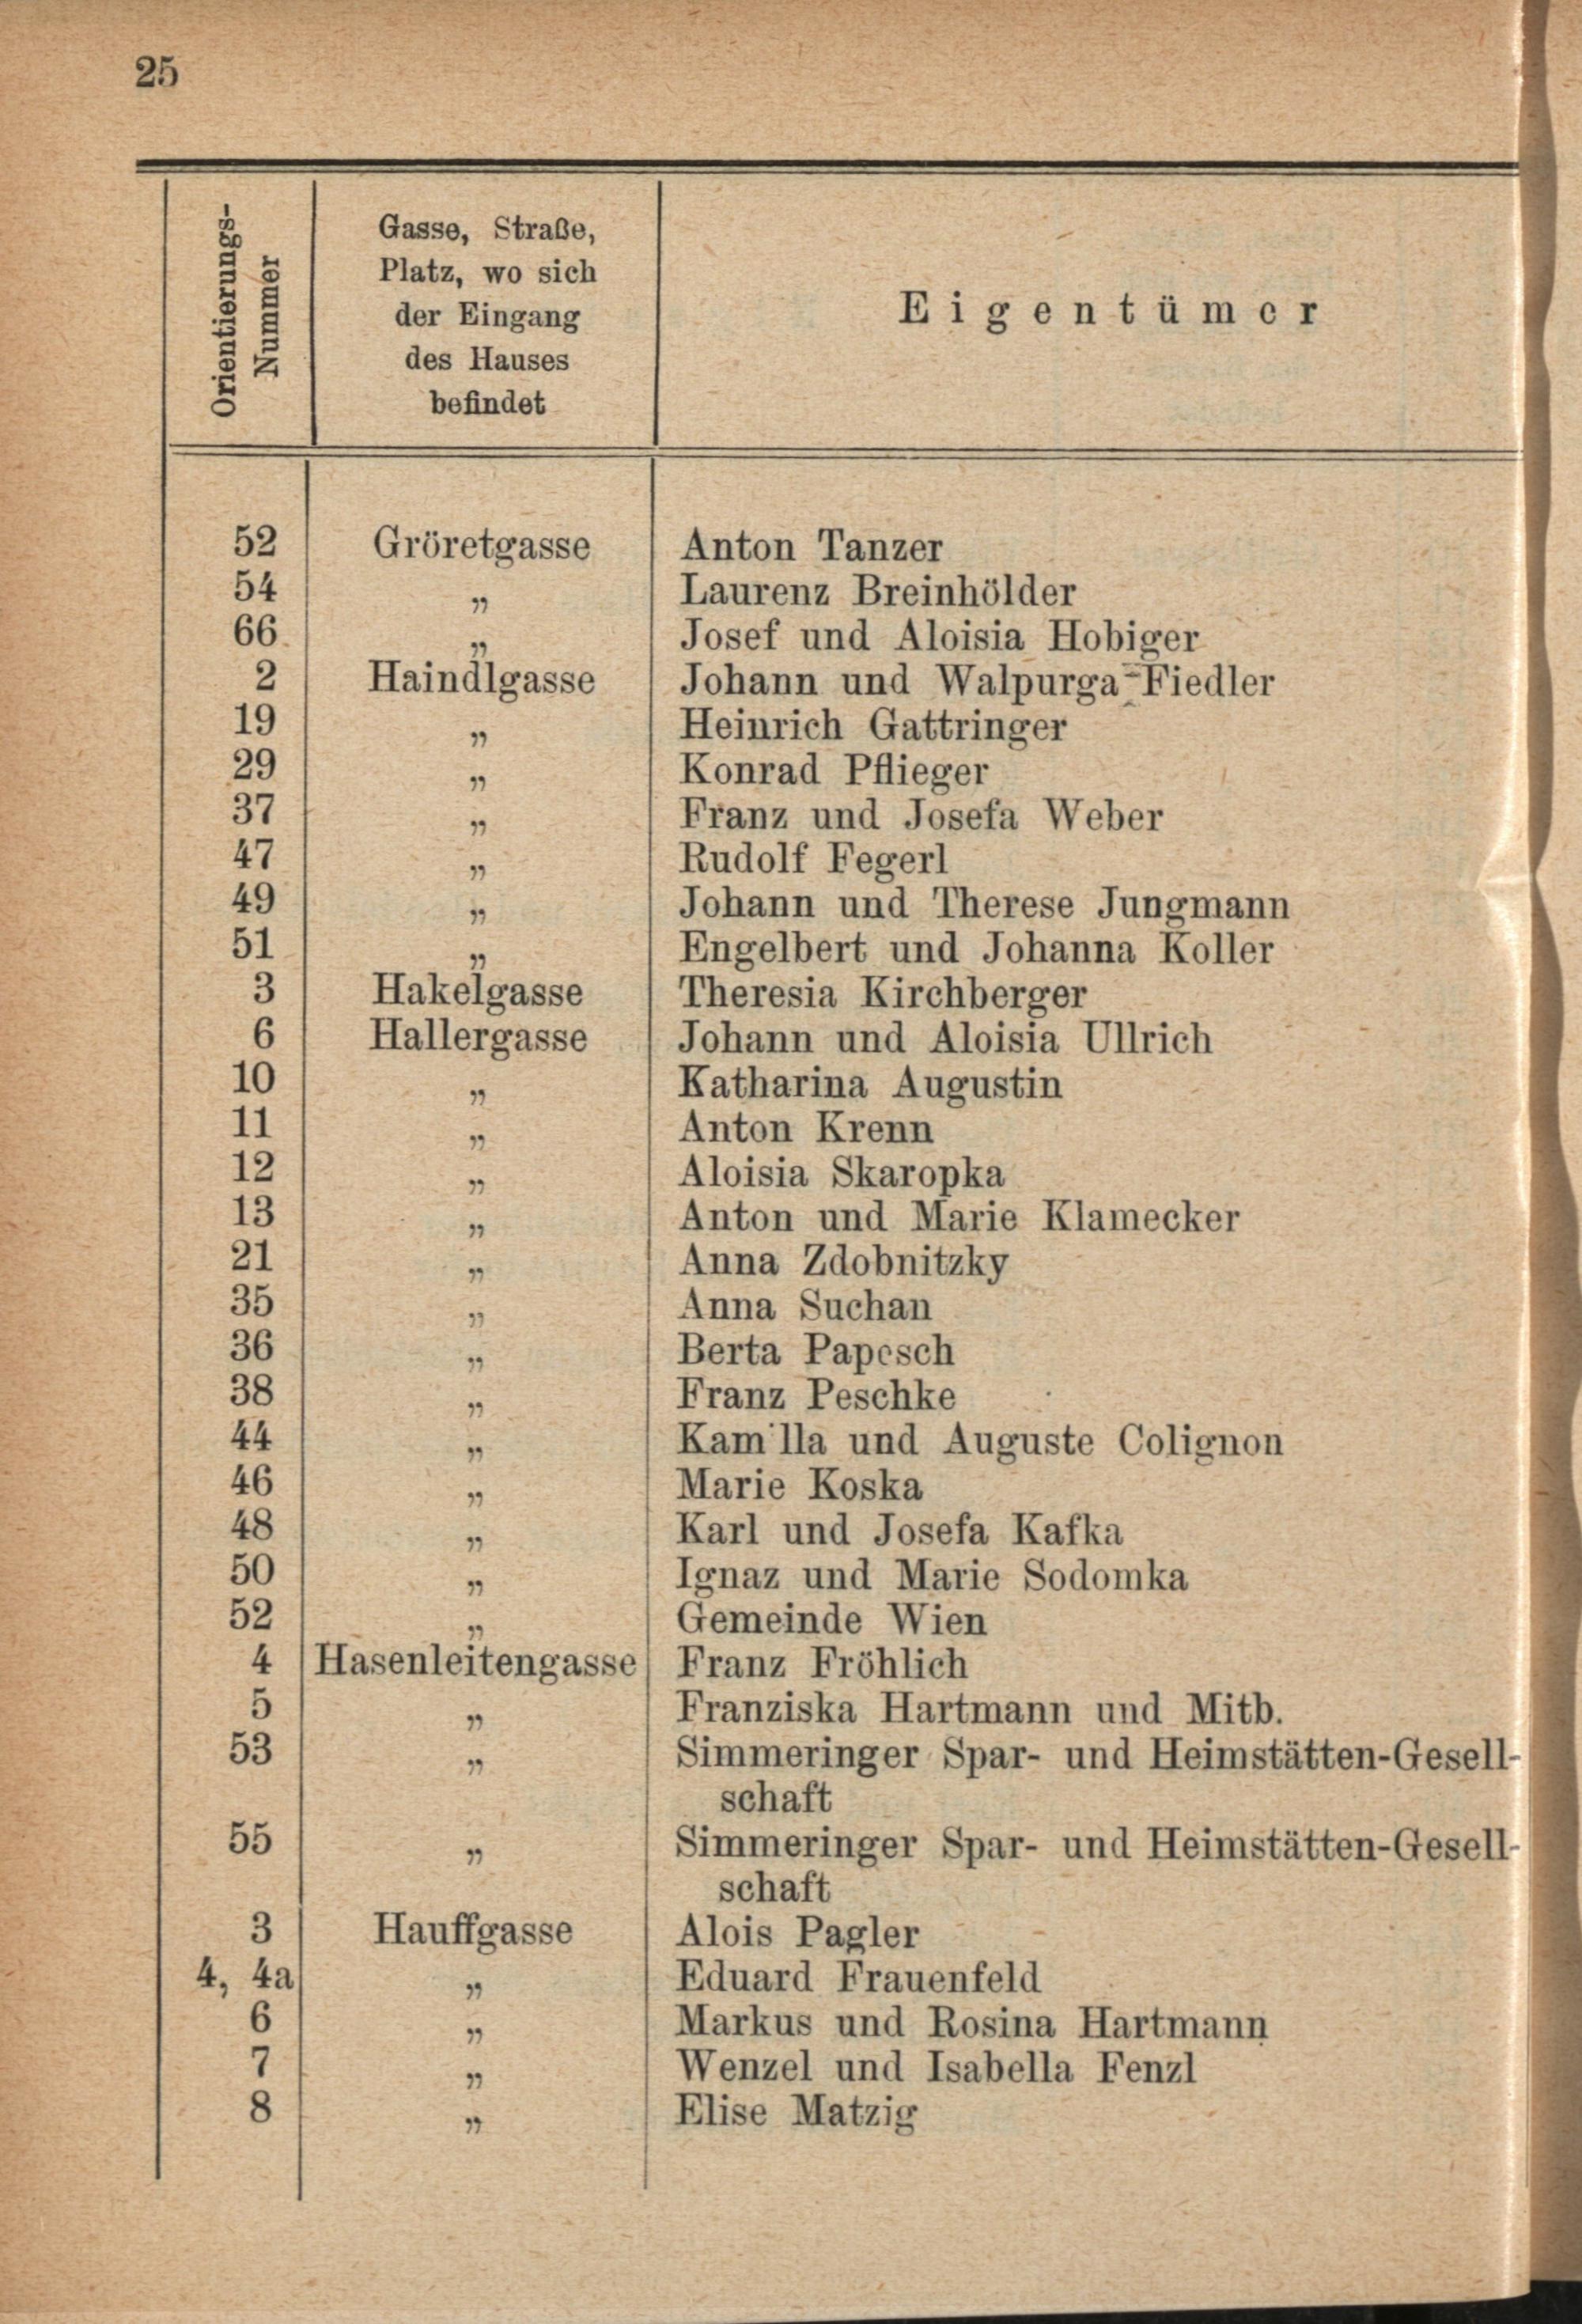 25
Orientierungs-
Nummer
Gasse, Straße,
Platz, wo sich
der Eingang
des Hauses
befindet
Eigentümer
52 Gröretgasse Anton Tanzer
54 „ Laurenz Breinhölder
66 „ Josef und Aloisia Hobiger
2 Haindlgasse Johann und Walpurga Fiedler
19 „ Heinrich Gattringer
29 „ Konrad Pflieger
37 „ Franz und Josefa Weber
47 „ Rudolf Fegerl
49 „ Johann und Therese Jungmann
51 „ Engelbert und Johanna Koller
3 Hakelgasse Theresia Kirchberger
6 Hallergasse Johann und Aloisia Ullrich
10 „ Katharina Augustin
11 „ Anton Krenn
12 „ Aloisia Skaropka
13 „ Anton und Marie Klamecker
21 „ Anna Zdobnitzky
35 „ Anna Suchan
36 „ Berta Papesch
38 „ Franz Peschke
44 „ Kamilla und Auguste Colignon
46 „ Marie Koska
48 „ Karl und Josefa Kafka
50 „ Ignaz und Marie Sodomka
52 „ Gemeinde Wien
4 Hasenleitengasse Franz Fröhlich
5 „ Franziska Hartmann und Mitb.
53 „ Simmeringer Spar- und Heimstätten-Gesell-
schaft
55 „ Simmeringer Spar- und Heimstätten-Gesell-
schaft
3 Hauffgasse Alois Pagler
4, 4a „ Eduard Frauenfeld
6 „ Markus und Rosina Hartmann
7 „ Wenzel und Isabella Fenzl
8 „ Elise Matzig